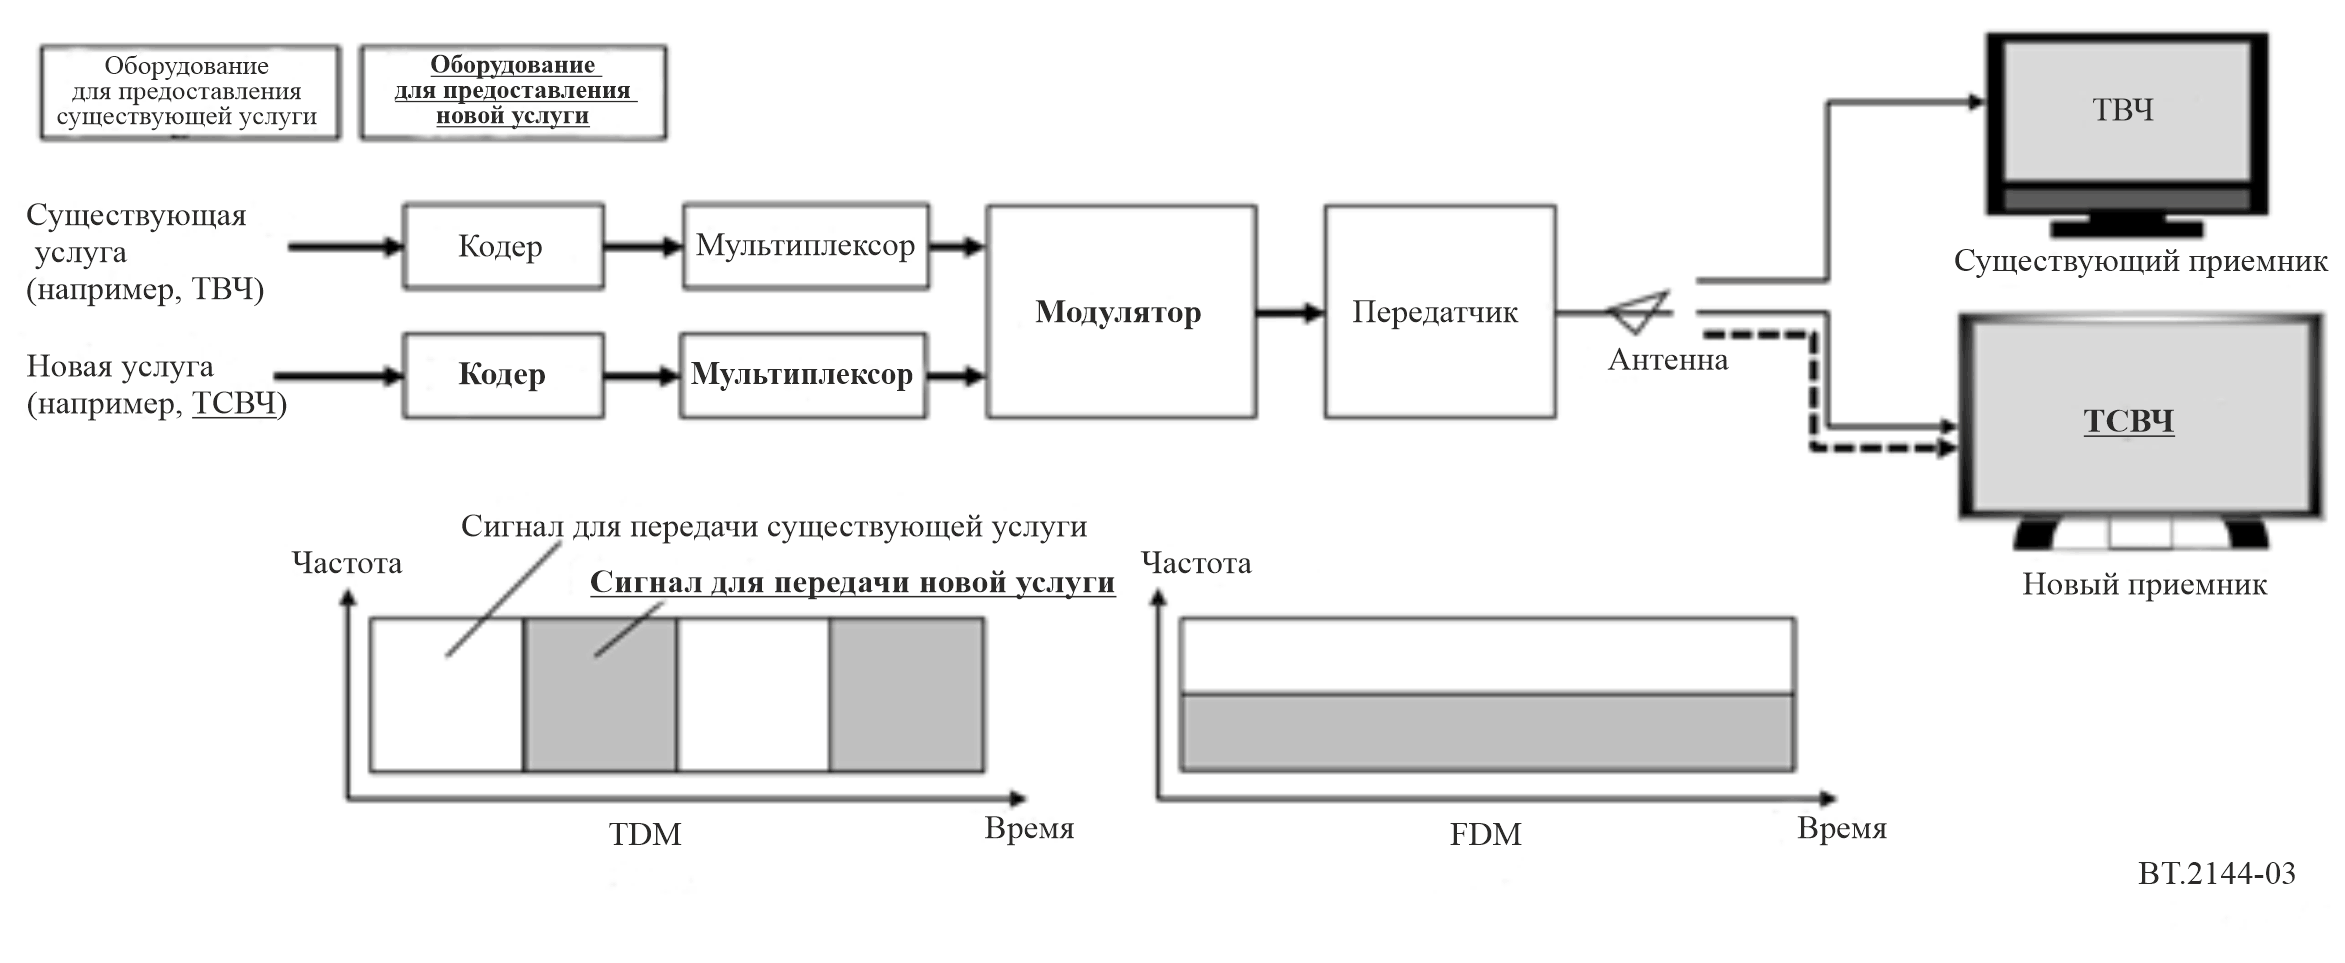 Оборудование
для предоставления
существующей услуги
Оборудование
для предоставления
новой услуги
ТВЧ
Существующая
услуга
(например, ТВЧ)
Кодер
Мультиплексор
Модулятор
Передатчик
Антенна
Существующий приемник
Новая услуга
(например, ТСВЧ)
Кодер
Мультиплексор
ТСВЧ
Новый приемник
Сигнал для передачи существующей услуги
Частота
Сигнал для передачи новой услуги
TDM
Время
Частота
FDM
Время
BT.2144-03